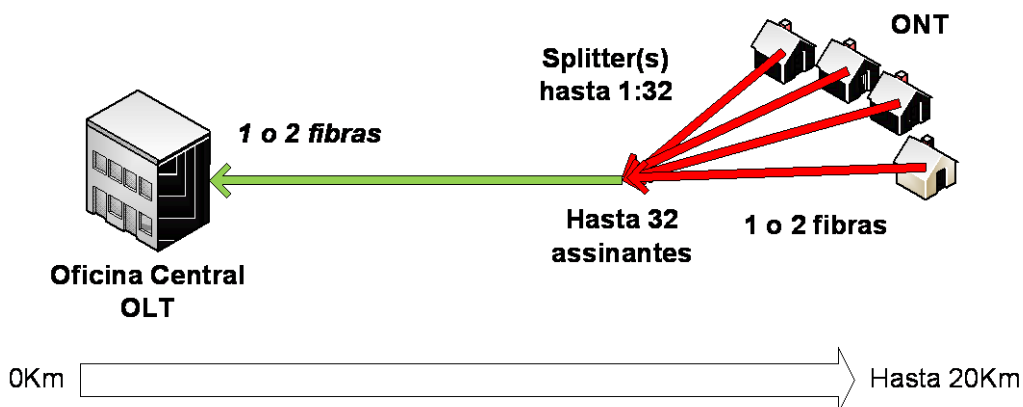 ONT
Splitter(s)
hasta 1:32
1 o 2 fibras
Hasta 32
assinantes
1 o 2 fibras
Oficina Central
OLT
0Km
Hasta 20Km